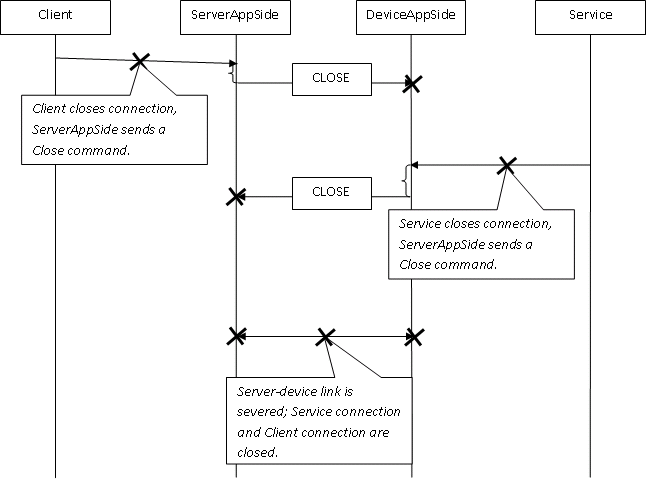 Client
ServerAppSide
DeviceAppSide
Service
CLOSE
Client closes connection,
ServerAppSide sends a
Close command.
CLOSE
Service closes connection,
ServerAppSide sends a
Close command.
Server-device link is
severed; Service connection
and Client connection are
closed.